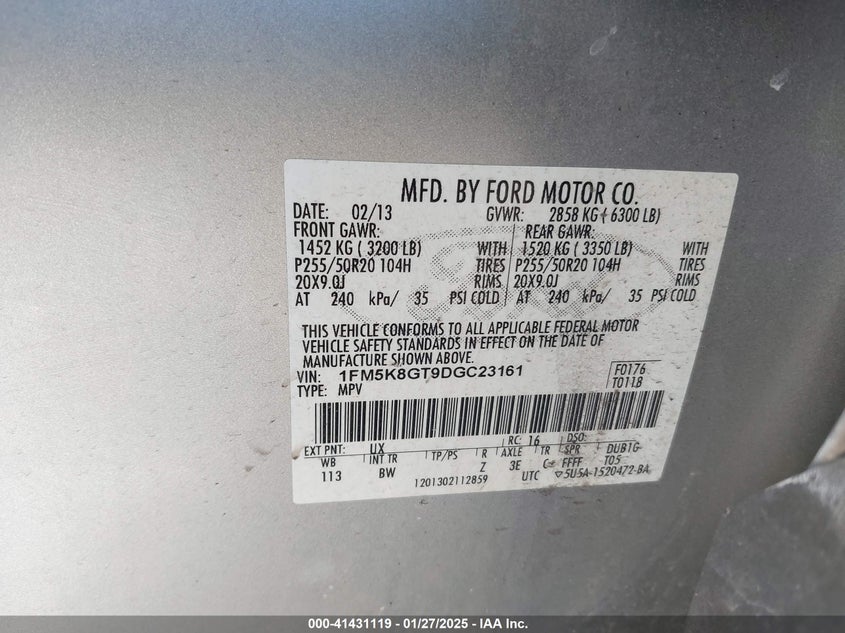 MFD. BY FORD MOTOR CO.
DATE: 02/13 GVWR: 2858 KG ( 6300 LB)
FRONT GAWR: REAR GAWR:
1452 KG ( 3200 LB) WITH 1520 KG ( 3350 LB) WITH
P255/50R20 104H TIRES P255/50R20 104H TIRES
20X9.0J RIMS 20X9.0J RIMS
AT 240 kPa/ 35 PSI COLD AT 240 kPa/ 35 PSI COLD
Ford
THIS VEHICLE CONFORMS TO ALL APPLICABLE FEDERAL MOTOR
VEHICLE SAFETY STANDARDS IN EFFECT ON THE DATE OF
MANUFACTURE SHOWN ABOVE.
VIN: 1FM5K8GT9DGC23161 F0176
TYPE: MPV T0118
EXT PNT: UX RC: 16 DSO:
WB INT TR TP/PS R AXLE TR SPR DUB1G
113 BW Z 3E C FFFF T05
1201302112859 UTC ▽5U5A-1520472-BA
000-41431119 — 01/27/2025 — IAA Inc.